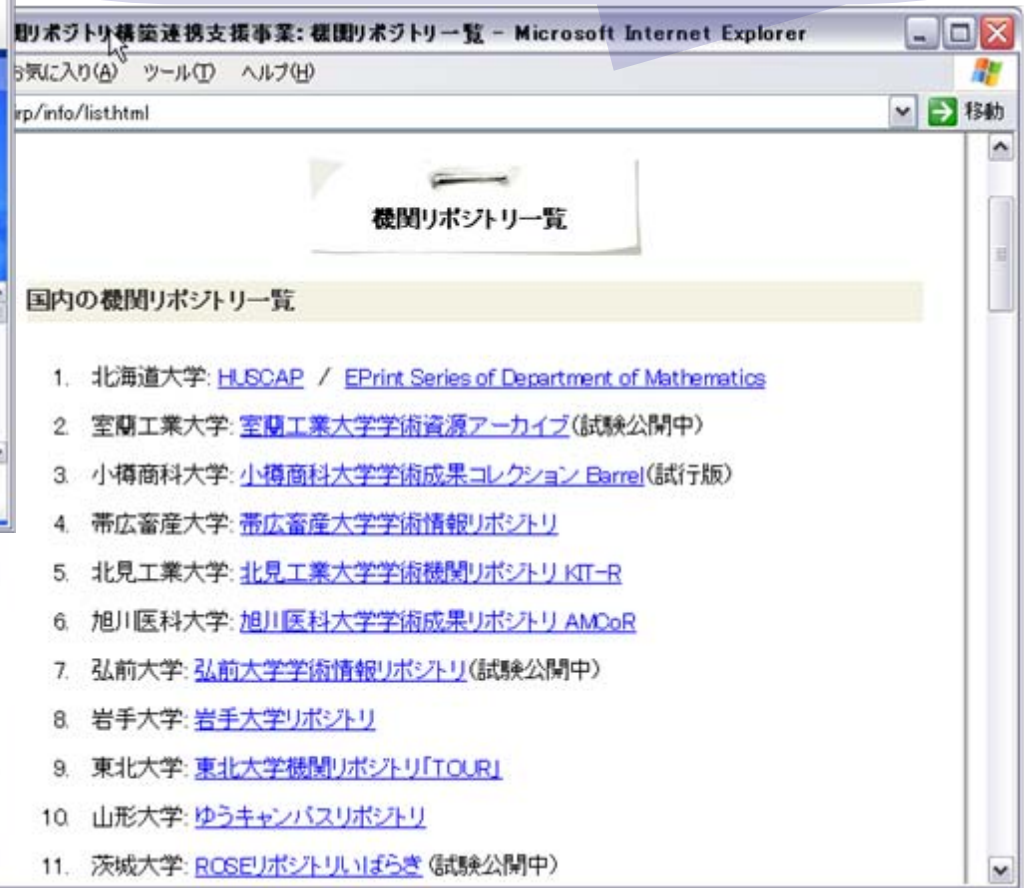 関リポジトリ構築連携支援事業: 機関リポジトリ一覧 - Microsoft Internet Explorer
お気に入り(A) ツール(T) ヘルプ(H)
irp/info/list.html
移動
機関リポジトリ一覧
国内の機関リポジトリ一覧
1. 北海道大学: HUSCAP / EPrint Series of Department of Mathematics
2. 室蘭工業大学: 室蘭工業大学学術資源アーカイブ(試験公開中)
3. 小樽商科大学: 小樽商科大学学術成果コレクション Barrel(試行版)
4. 帯広畜産大学: 帯広畜産大学学術情報リポジトリ
5. 北見工業大学: 北見工業大学学術機関リポジトリ KIT-R
6. 旭川医科大学: 旭川医科大学学術成果リポジトリ AMCoR
7. 弘前大学: 弘前大学学術情報リポジトリ(試験公開中)
8. 岩手大学: 岩手大学リポジトリ
9. 東北大学: 東北大学機関リポジトリ「TOUR」
10. 山形大学: ゆうキャンパスリポジトリ
11. 茨城大学: ROSEリポジトリいばらき (試験公開中)